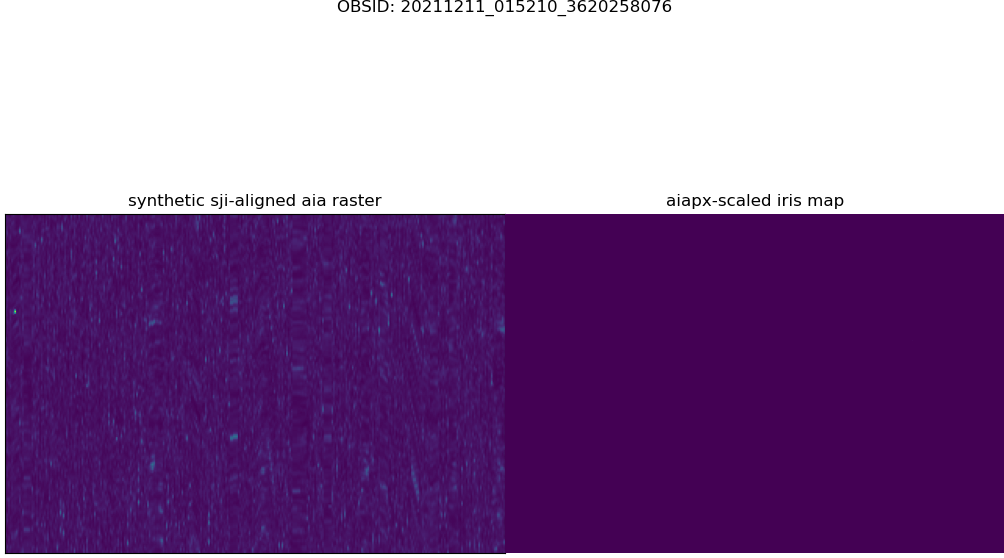 OBSID: 20211211_015210_3620258076
synthetic sji-aligned aia raster
aiapx-scaled iris map